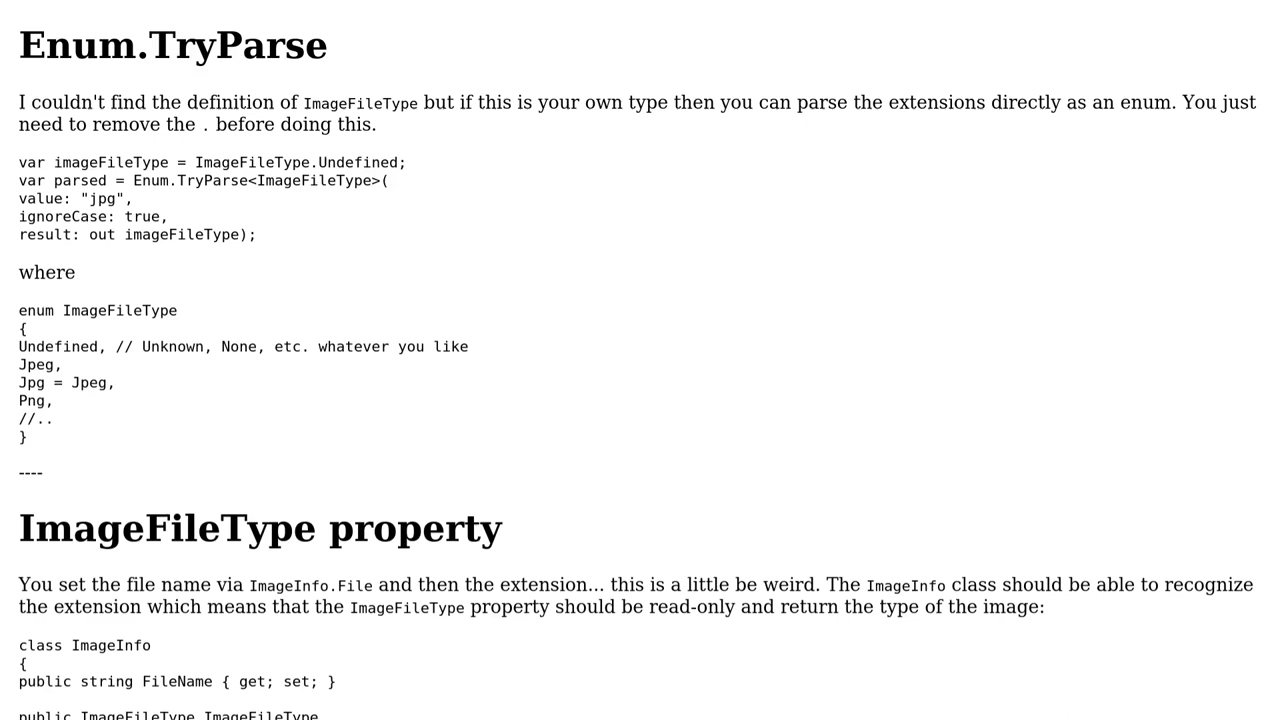 Enum.TryParse
I couldn't find the definition of ImageFileType but if this is your own type then you can parse the extensions directly as an enum. You just
need to remove the . before doing this.
var imageFileType = ImageFileType.Undefined;
var parsed = Enum.TryParse<ImageFileType>(
value: "jpg",
ignoreCase: true,
result: out imageFileType);
where
enum ImageFileType
{
Undefined, // Unknown, None, etc. whatever you like
Jpeg,
Jpg = Jpeg,
Png,
//..
}
----
ImageFileType property
You set the file name via ImageInfo.File and then the extension... this is a little be weird. The ImageInfo class should be able to recognize
the extension which means that the ImageFileType property should be read-only and return the type of the image:
class ImageInfo
{
public string FileName { get; set; }
public ImageFileType ImageFileType